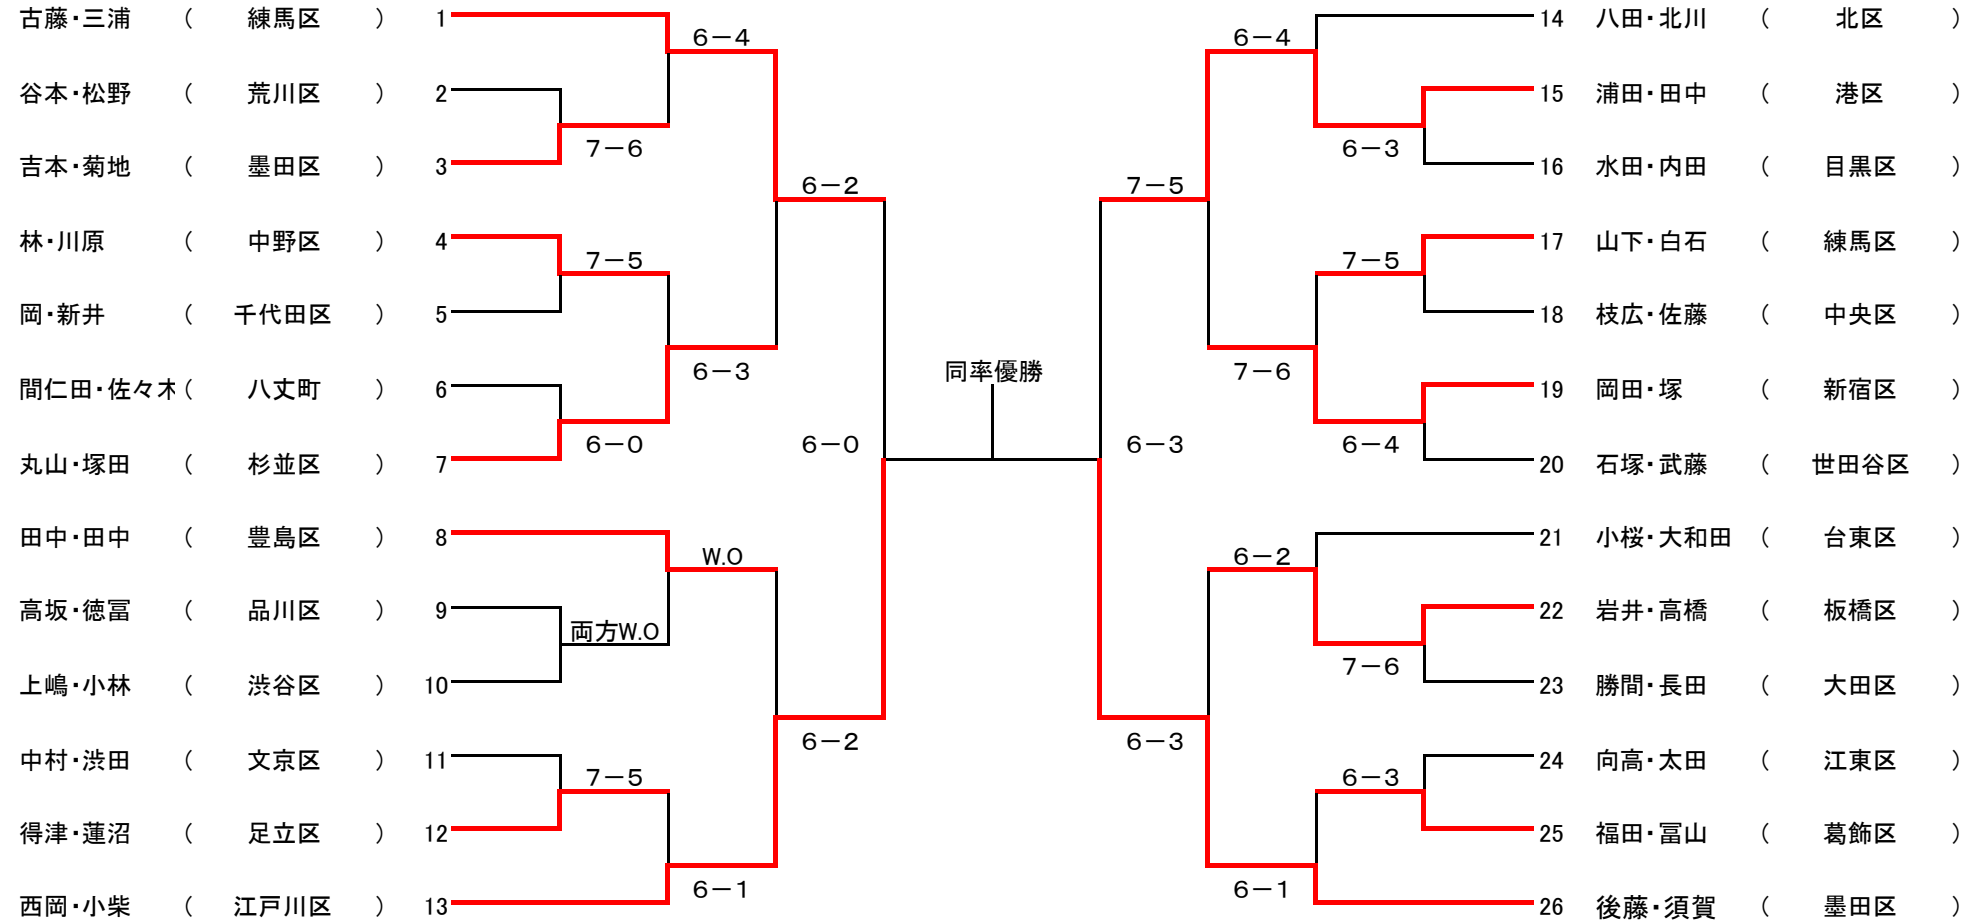 古藤・三浦 （ 練馬区 ） 1
6－4
谷本・松野 （ 荒川区 ） 2
7－6
吉本・菊地 （ 墨田区 ） 3
6－2
林・川原 （ 中野区 ） 4
7－5
岡・新井 （ 千代田区 ） 5
6－3
間仁田・佐々木（ 八丈町 ） 6
6－0
丸山・塚田 （ 杉並区 ） 7
6－0
田中・田中 （ 豊島区 ） 8
W.O
高坂・徳冨 （ 品川区 ） 9
両方W.O
上嶋・小林 （ 渋谷区 ） 10
6－2
中村・渋田 （ 文京区 ） 11
7－5
得津・蓮沼 （ 足立区 ） 12
6－1
西岡・小柴 （ 江戸川区 ） 13
同率優勝
14 八田・北川 （ 北区 ）
6－4
15 浦田・田中 （ 港区 ）
6－3
16 水田・内田 （ 目黒区 ）
7－5
17 山下・白石 （ 練馬区 ）
7－5
18 枝広・佐藤 （ 中央区 ）
7－6
19 岡田・塚 （ 新宿区 ）
6－4
20 石塚・武藤 （ 世田谷区 ）
6－3
21 小桜・大和田 （ 台東区 ）
6－2
22 岩井・高橋 （ 板橋区 ）
7－6
23 勝間・長田 （ 大田区 ）
6－3
24 向高・太田 （ 江東区 ）
6－3
25 福田・冨山 （ 葛飾区 ）
6－1
26 後藤・須賀 （ 墨田区 ）